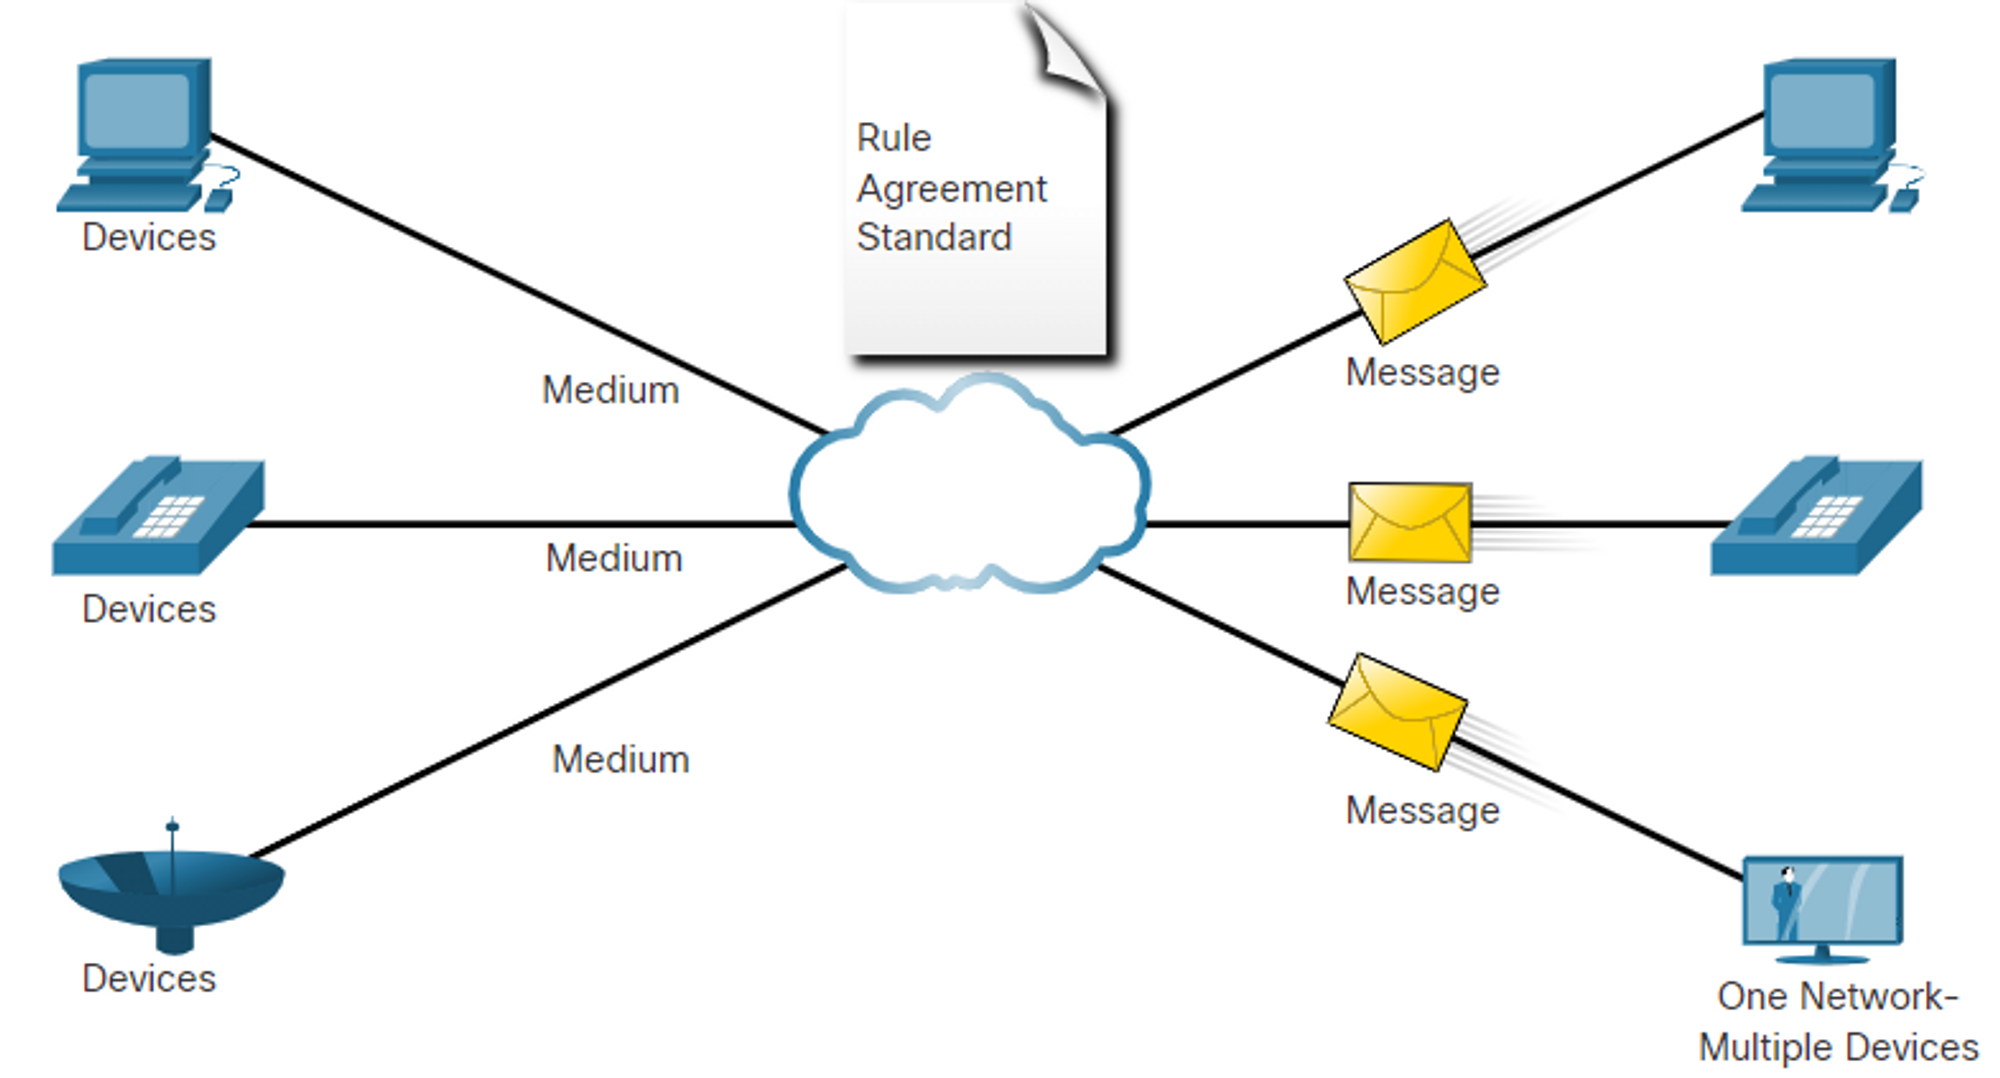 Rule
Agreement
Standard
Devices
Medium
Message
Medium
Message
Devices
Medium
Message
Devices
One Network-
Multiple Devices